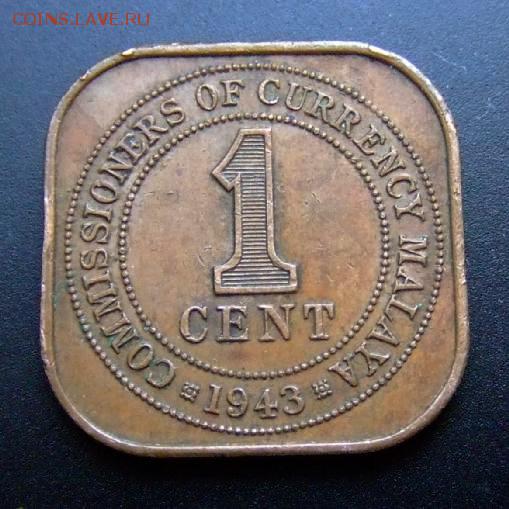 COINS.LAVE.RU
COMMISSIONERS OF CURRENCY MALAYA
1
CENT
1943